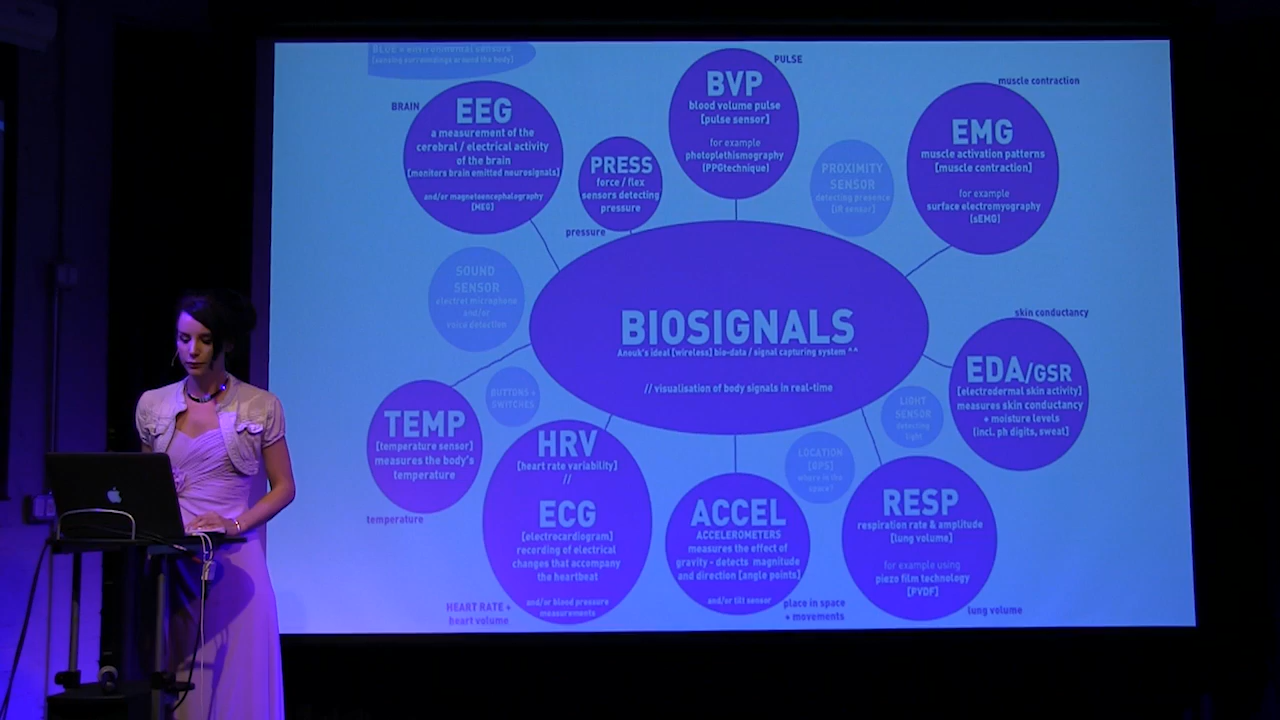 BLUE = environmental sensors
(sensing surroundings around the body)
BRAIN
EEG
a measurement of the
cerebral / electrical activity
of the brain
[monitors brain emitted neurosignals]
and/or magnetoencephalography
[MEG]
PRESS
force / flex
sensors detecting
pressure
pressure
PULSE
BVP
blood volume pulse
[pulse sensor]
for example
photoplethismography
(PPGtechnique)
PROXIMITY
SENSOR
detecting presence
[IR sensor]
muscle contraction
EMG
muscle activation patterns
[muscle contraction]
for example
surface electromyography
(sEMG)
SOUND
SENSOR
electret microphone
and/or
voice detection
BIOSIGNALS
Anouk's ideal [wireless] bio-data / signal capturing system ^^
// visualisation of body signals in real-time
skin conductancy
EDA/GSR
[electrodermal skin activity]
measures skin conductancy
+ moisture levels
[incl. ph digits, sweat]
TEMP
[temperature sensor]
measures the body's
temperature
temperature
BUTTONS +
SWITCHES
HRV
[heart rate variability]
//
ECG
[electrocardiogram]
recording of electrical
changes that accompany
the heartbeat
and/or blood pressure
measurements
HEART RATE +
heart volume
ACCEL
ACCELEROMETERS
measures the effect of
gravity - detects magnitude
and direction [angle points]
and/or tilt sensor
place in space
+ movements
LOCATION
[GPS]
where in the
space?
LIGHT
SENSOR
detecting
light
RESP
respiration rate & amplitude
[lung volume]
for example using
piezo film technology
[PVDF]
lung volume